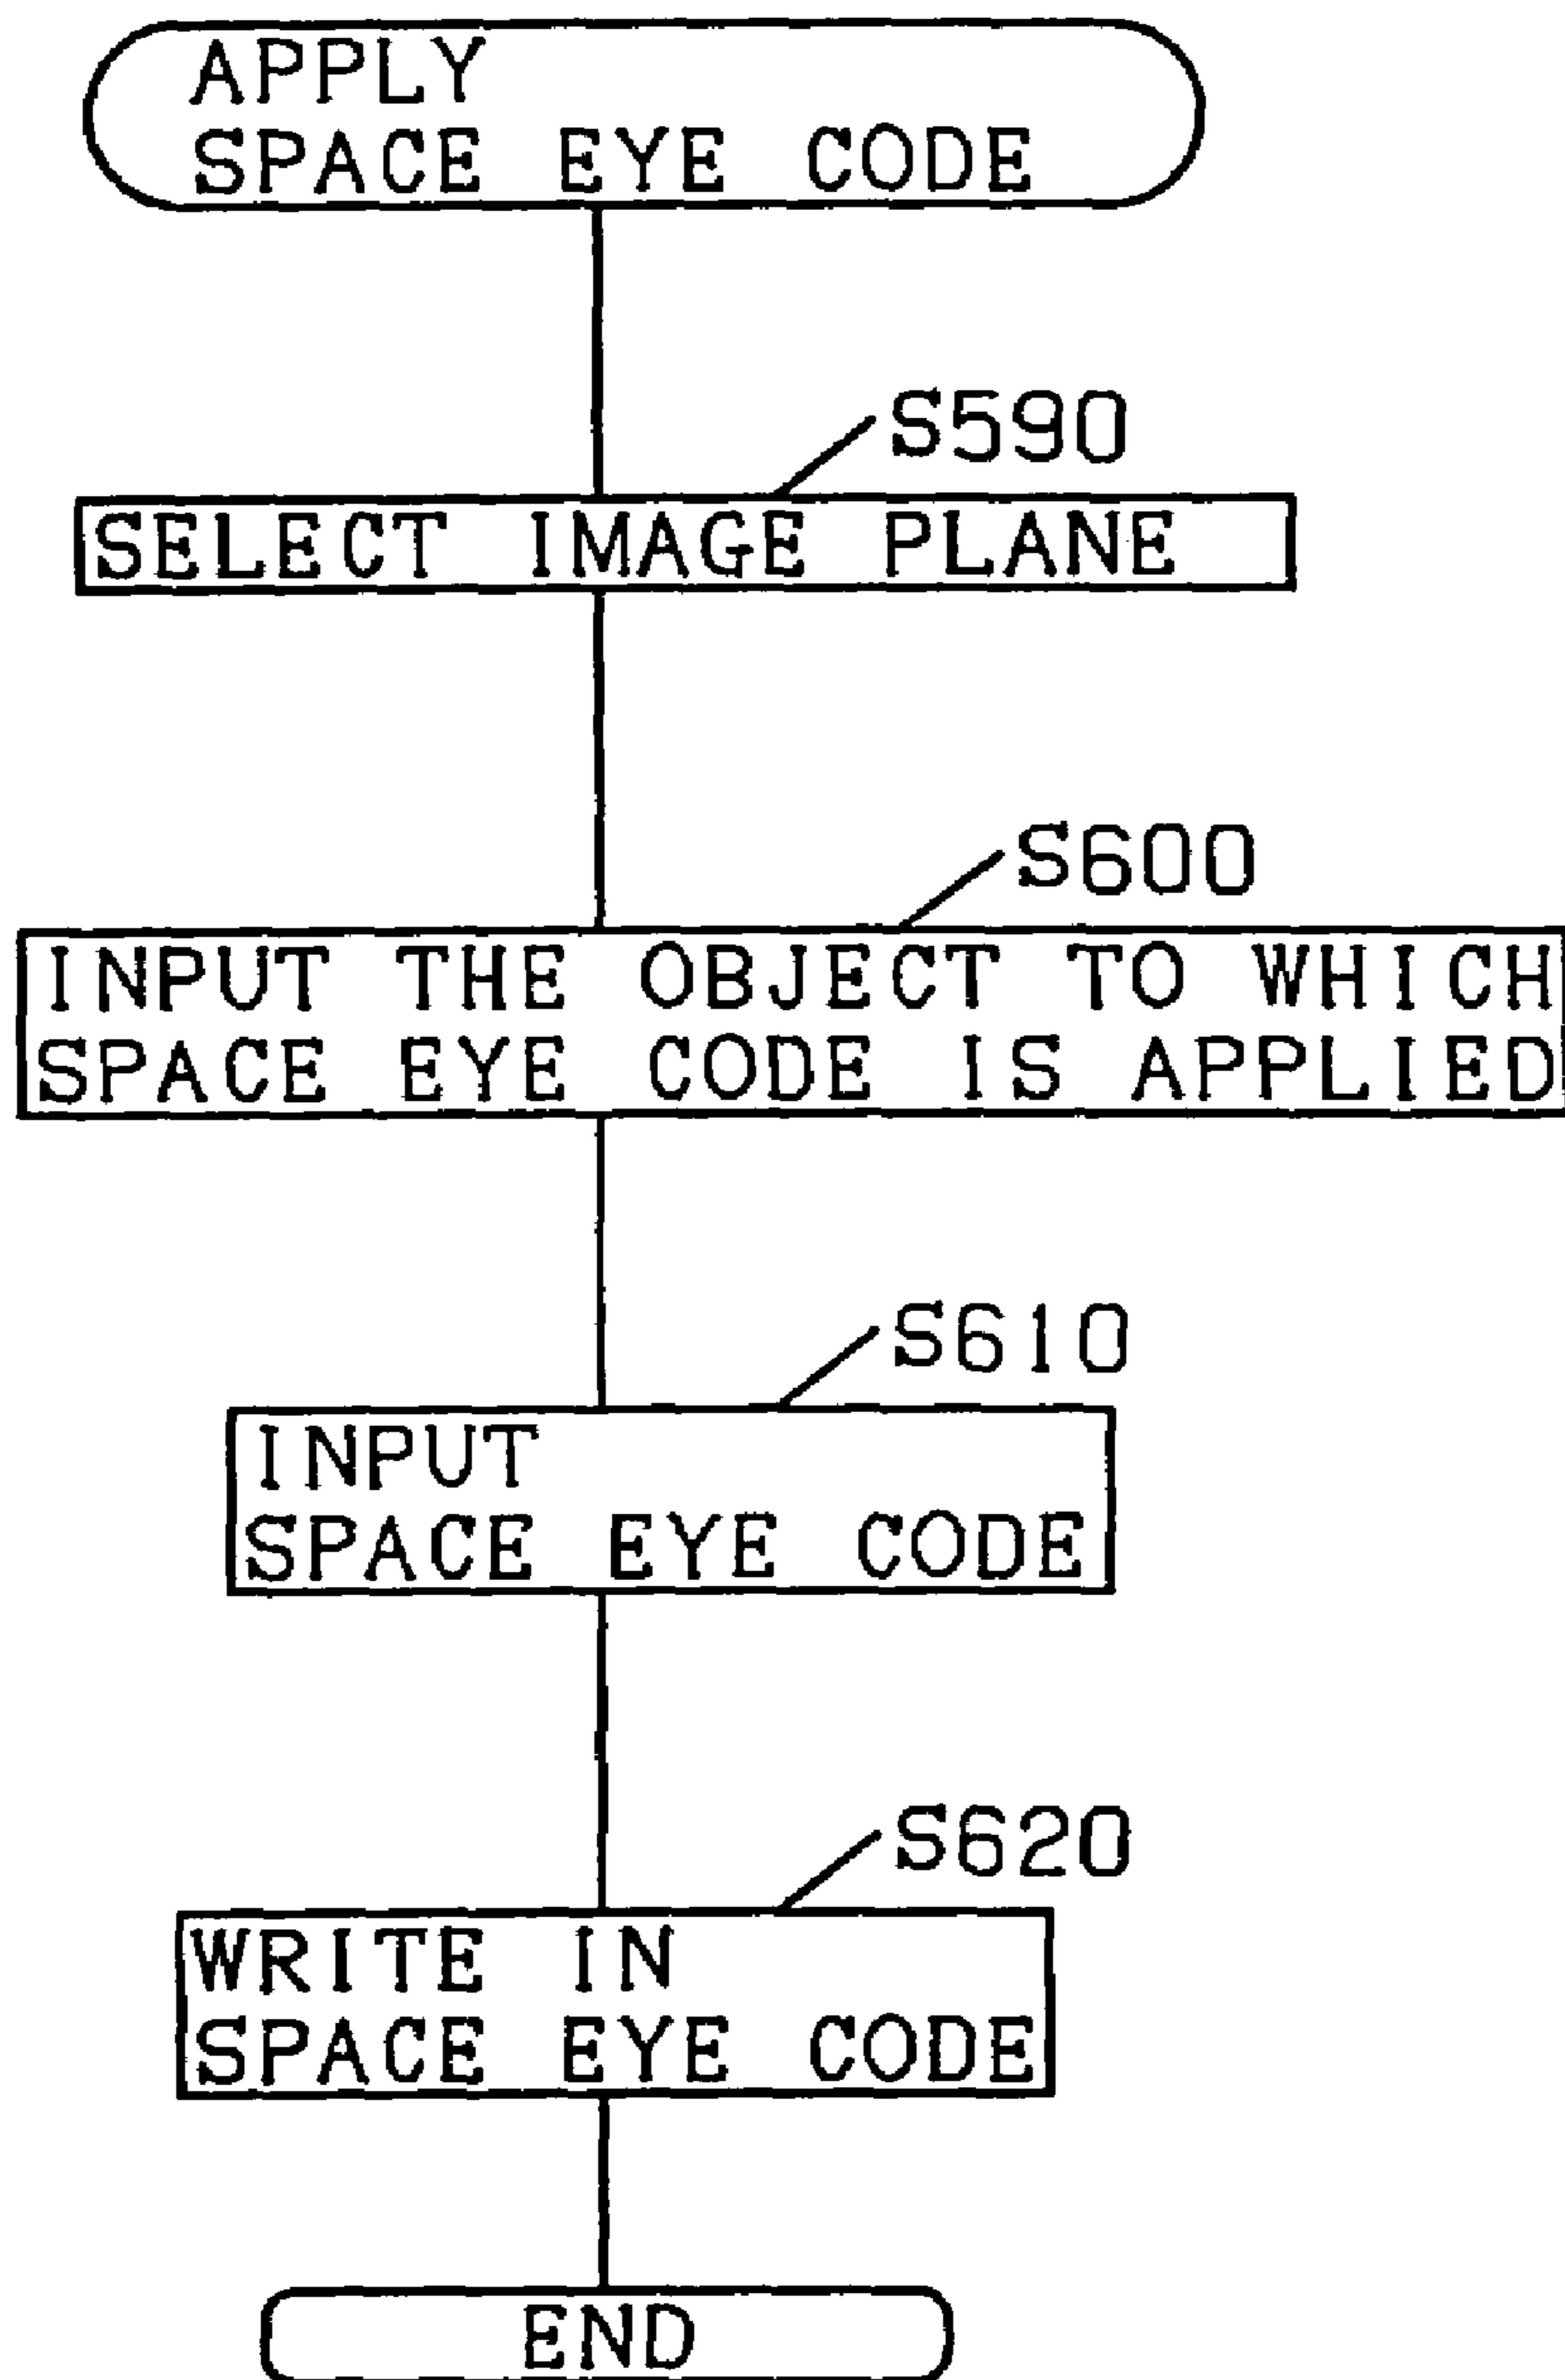 APPLY
SPACE EYE CODE
S590
SELECT IMAGE PLANE
S600
INPUT THE OBJECT TO WHICH
SPACE EYE CODE IS APPLIED
S610
INPUT
SPACE EYE CODE
S620
WRITE IN
SPACE EYE CODE
END